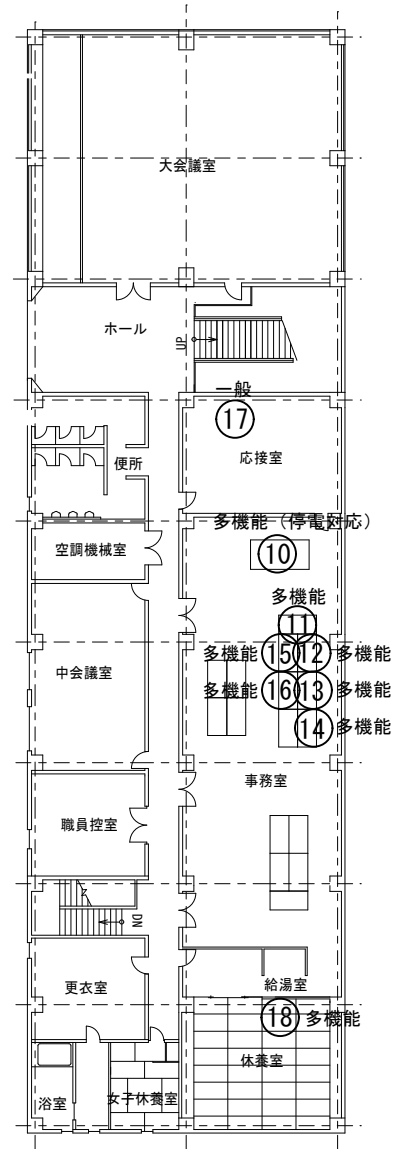 大会議室
ホール
UP
一般
⑰
応接室
便所
多機能（停電対応）
⑩
空調機械室
多機能
⑪
多機能 ⑮ ⑫ 多機能
中会議室
多機能 ⑯ ⑬ 多機能
⑭ 多機能
事務室
職員控室
DN
更衣室
給湯室
⑱ 多機能
休養室
浴室
女子休養室